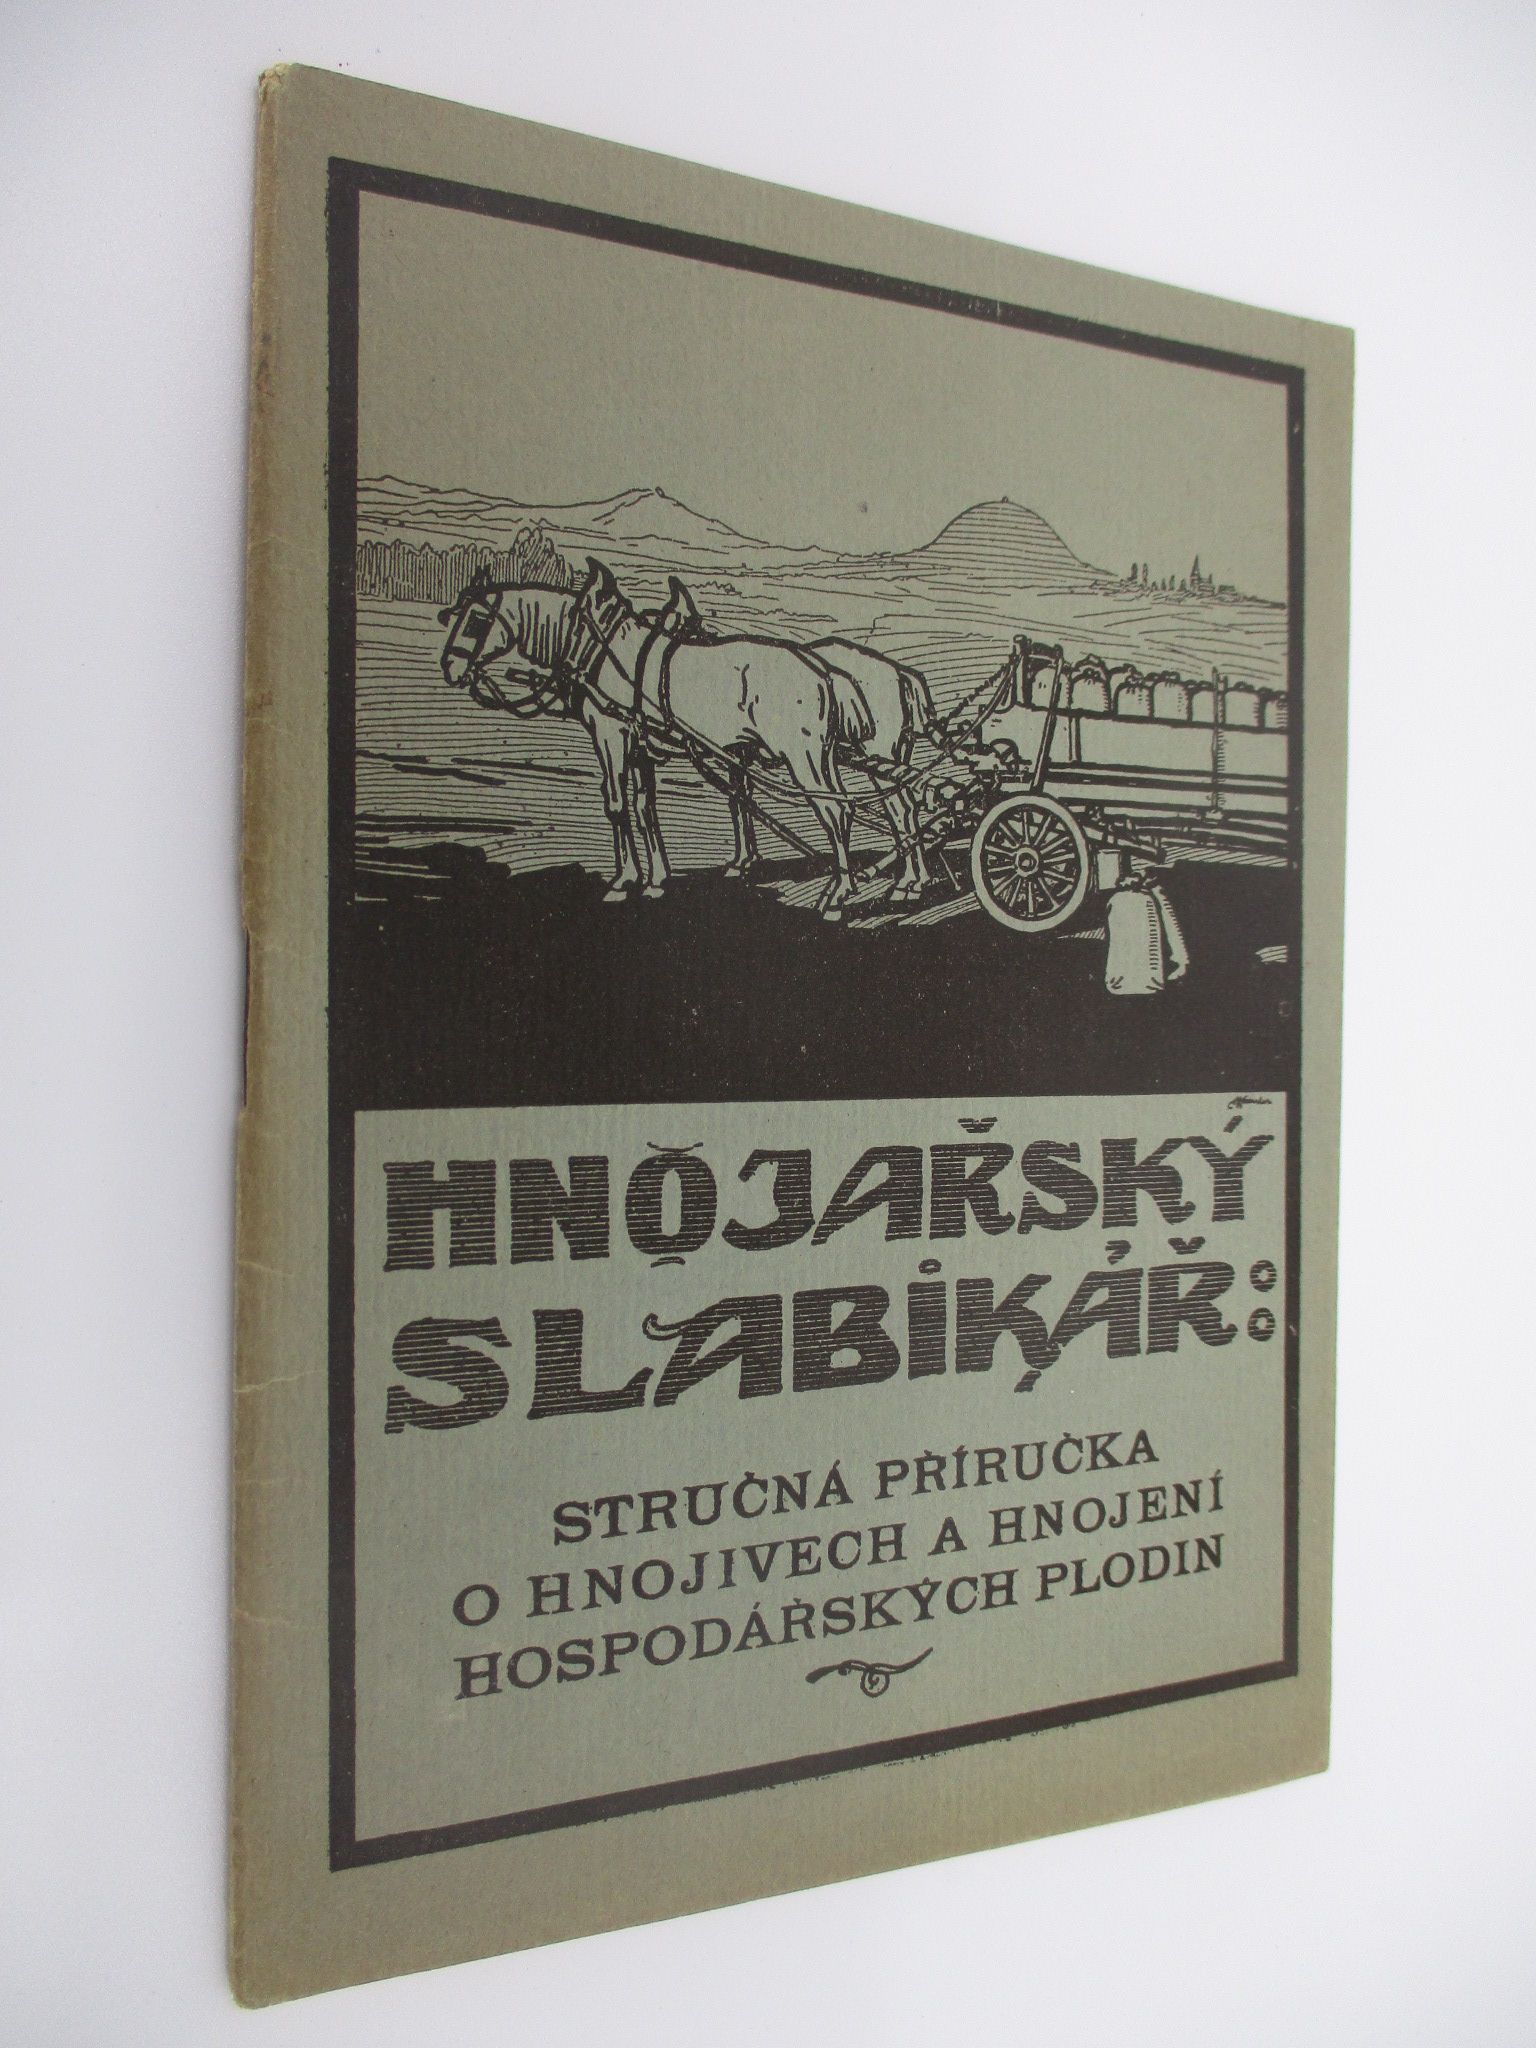 HNOJAŘSKÝ
SLABIKÁŘ:
STRUČNÁ PŘÍRUČKA
O HNOJIVECH A HNOJENÍ
HOSPODÁŘSKÝCH PLODIN